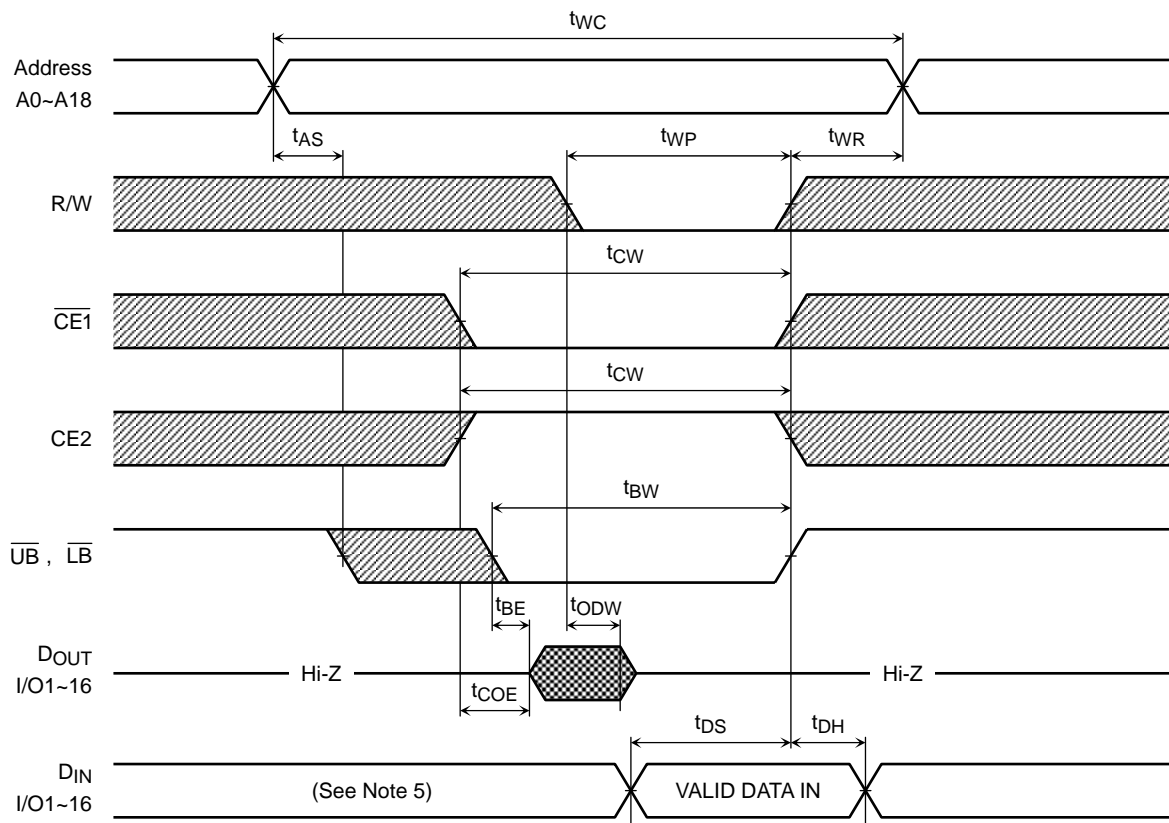 tWC
Address
A0~A18
tAS
tWP
tWR
R/W
tCW
CE1
tCW
CE2
tBW
UB , LB
tBE
tODW
DOUT
I/O1~16
Hi-Z
Hi-Z
tCOE
tDS
tDH
DIN
I/O1~16
(See Note 5)
VALID DATA IN